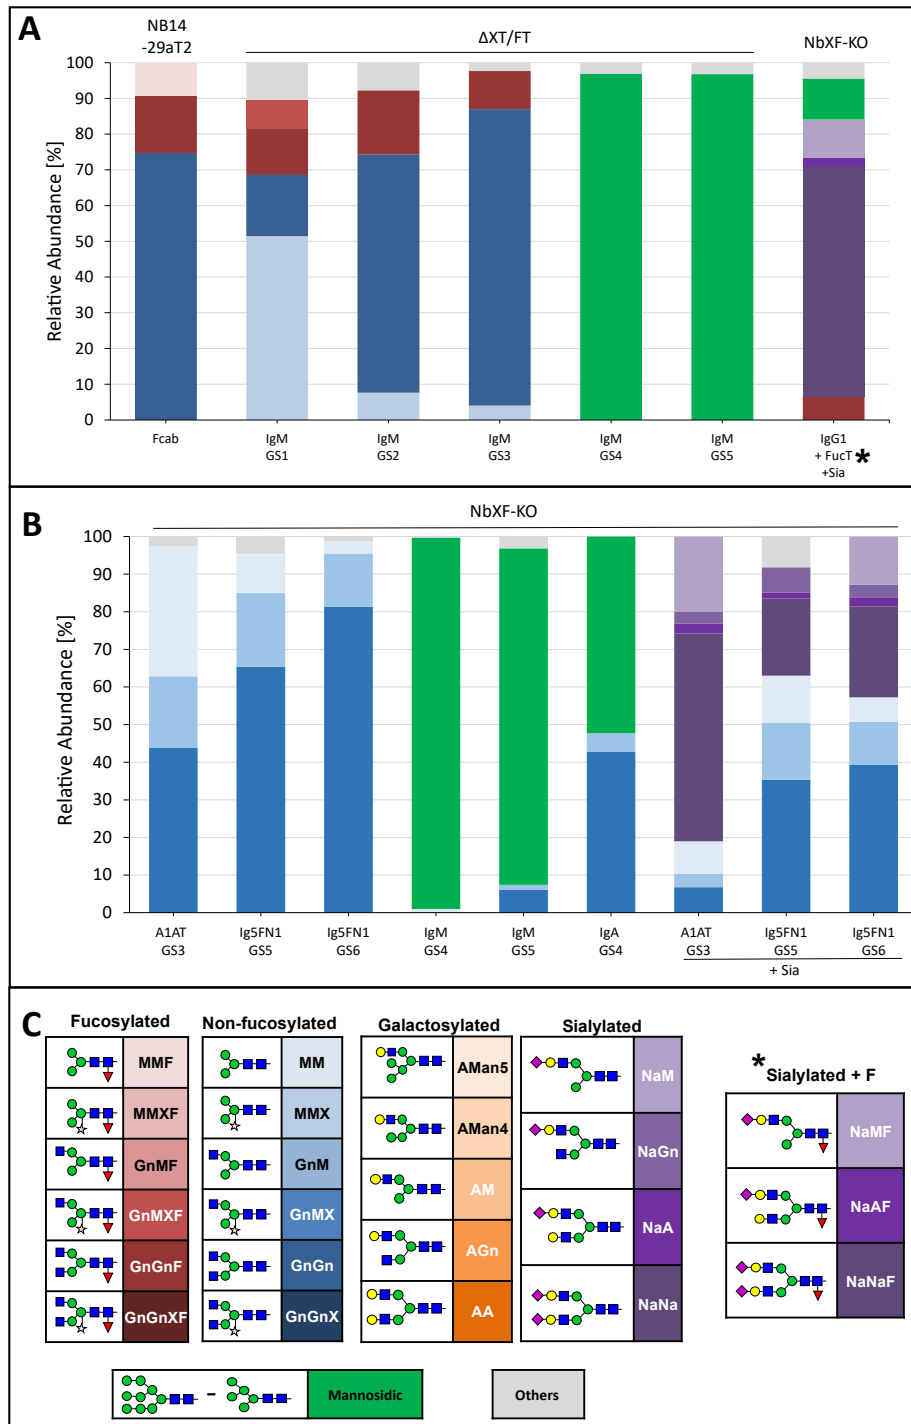 A
NB14
-29aT2
ΔXT/FT
NbXF-KO
Relative Abundance [%]
100
90
80
70
60
50
40
30
20
10
0
Fcab
IgM
GS1
IgM
GS2
IgM
GS3
IgM
GS4
IgM
GS5
IgG1
+ FucT *
+Sia
B
NbXF-KO
Relative Abundance [%]
100
90
80
70
60
50
40
30
20
10
0
A1AT
GS3
Ig5FN1
GS5
Ig5FN1
GS6
IgM
GS4
IgM
GS5
IgA
GS4
A1AT
GS3
Ig5FN1
GS5
Ig5FN1
GS6
+ Sia
C
Fucosylated
MMF
MMXF
GnMF
GnMXF
GnGnF
GnGnXF
Non-fucosylated
MM
MMX
GnM
GnMX
GnGn
GnGnX
Galactosylated
AMan5
AMan4
AM
AGn
AA
Sialylated
NaM
NaGn
NaA
NaNa
*
Sialylated + F
NaMF
NaAF
NaNaF
– Mannosidic
Others